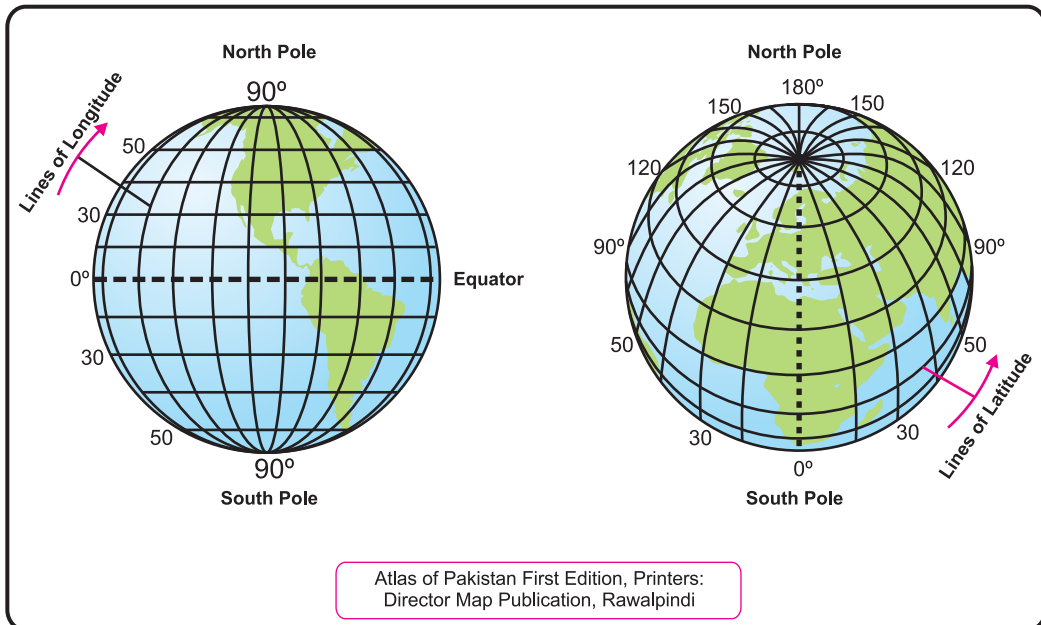 North Pole
90º
Lines of Longitude
50
30
0º
Equator
30
50
90º
South Pole
North Pole
180º
150
150
120
120
90º
90º
50
50
30
30
Lines of Latitude
0º
South Pole
Atlas of Pakistan First Edition, Printers:
Director Map Publication, Rawalpindi